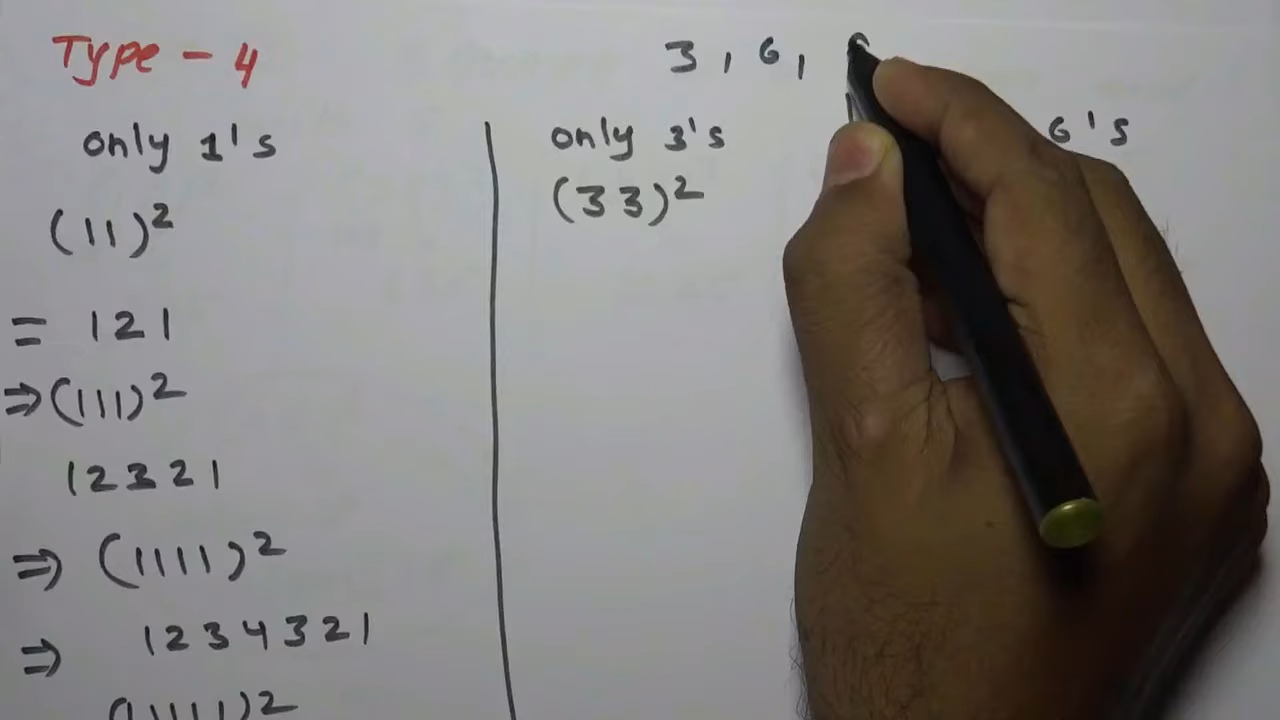 Type - 4
only 1's
(11)²
= 121
⇒ (111)²
12321
⇒ (1111)²
⇒ 1234321
3, 6,
only 3's
(33)²
6's